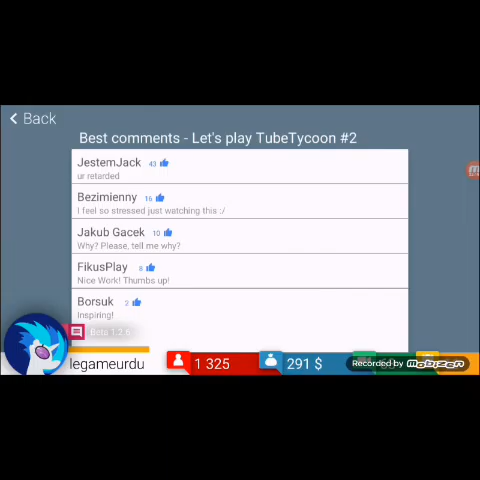 Back
Best comments - Let's play TubeTycoon #2
JestemJack 43
ur retarded
Bezimienny 16
I feel so stressed just watching this :/
Jakub Gacek 10
Why? Please, tell me why?
FikusPlay 8
Nice Work! Thumbs up!
Borsuk 2
Inspiring!
Beta 1.2.6
legameurdu 1 325 291 $
Recorded by mobizen